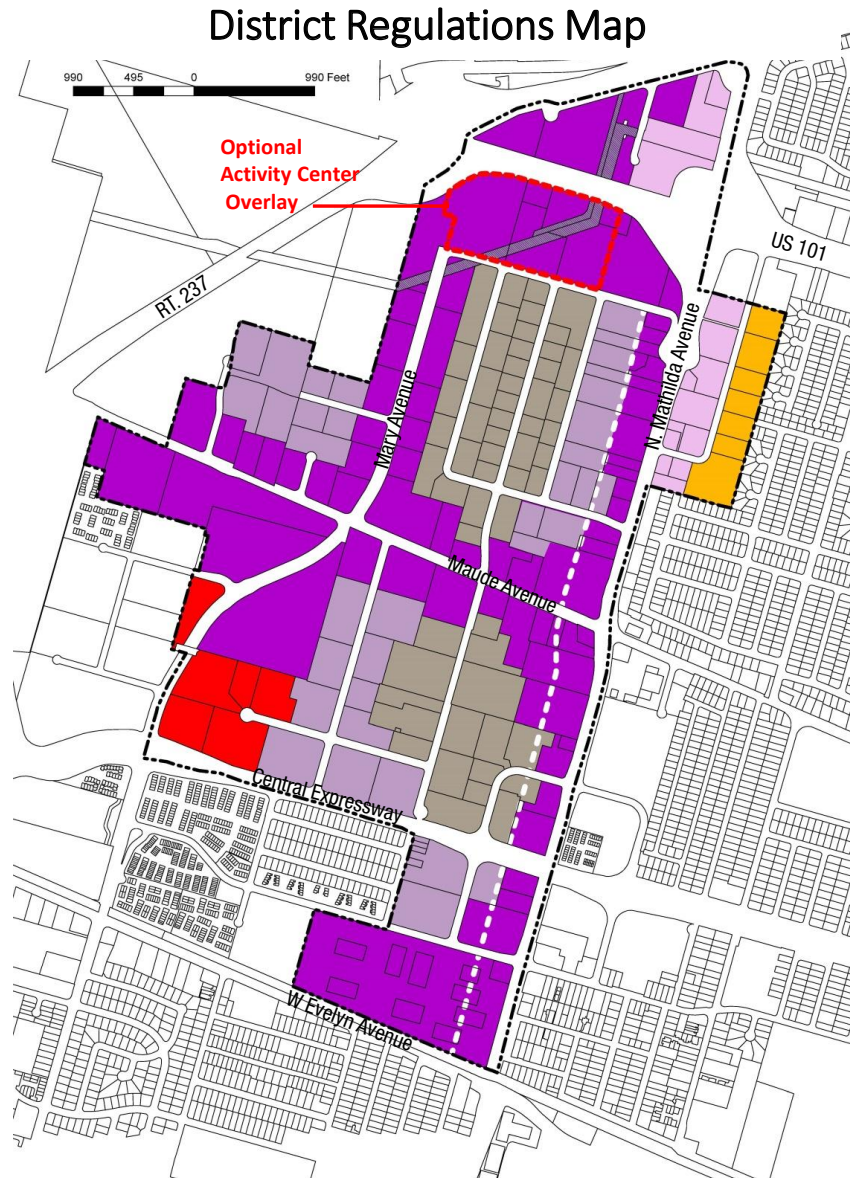 District Regulations Map
990 495 0 990 Feet
Optional
Activity Center
Overlay
US 101
RT. 237
N. Mathilda Avenue
Mary Avenue
Maude Avenue
Central Expressway
W Evelyn Avenue